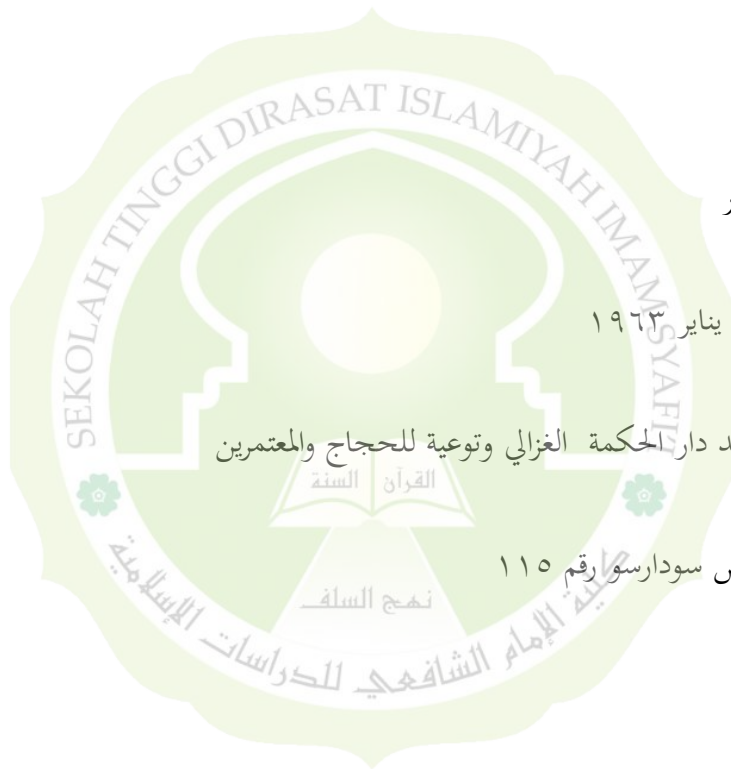 SEKOLAH TINGGI DIRASAT ISLAMIYAH IMAM SYAFI'I
يناير ١٩٦٣
دار الحكمة الغزالي وتوعية للحجاج والمعتمرين
القرآن السنة
سودارسو رقم ١١٥
نهج السلف
كلية الإمام الشافعي للدراسات الإسلامية